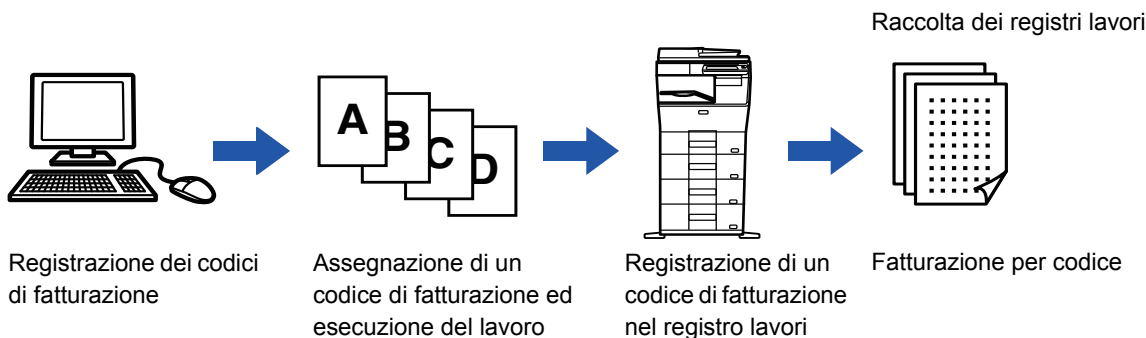 Raccolta dei registri lavori
A
B
C
D
Registrazione dei codici
di fatturazione
Assegnazione di un
codice di fatturazione ed
esecuzione del lavoro
Registrazione di un
codice di fatturazione
nel registro lavori
Fatturazione per codice